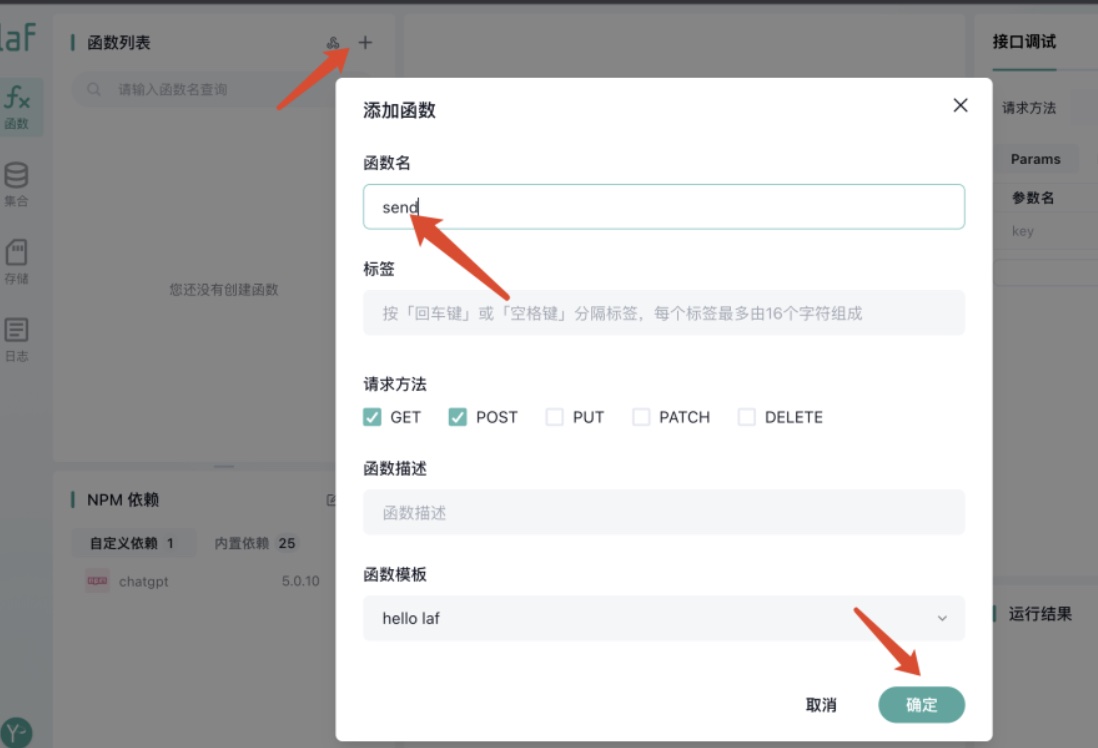 laf
函数列表
请输入函数名查询
函数
集合
存储
日志
您还没有创建函数
NPM 依赖
自定义依赖 1 内置依赖 25
npm chatgpt 5.0.10
添加函数
函数名
send
标签
按「回车键」或「空格键」分隔标签，每个标签最多由16个字符组成
请求方法
GET POST PUT PATCH DELETE
函数描述
函数描述
函数模板
hello laf
取消 确定
接口调试
请求方法
Params
参数名
key
运行结果
Y-